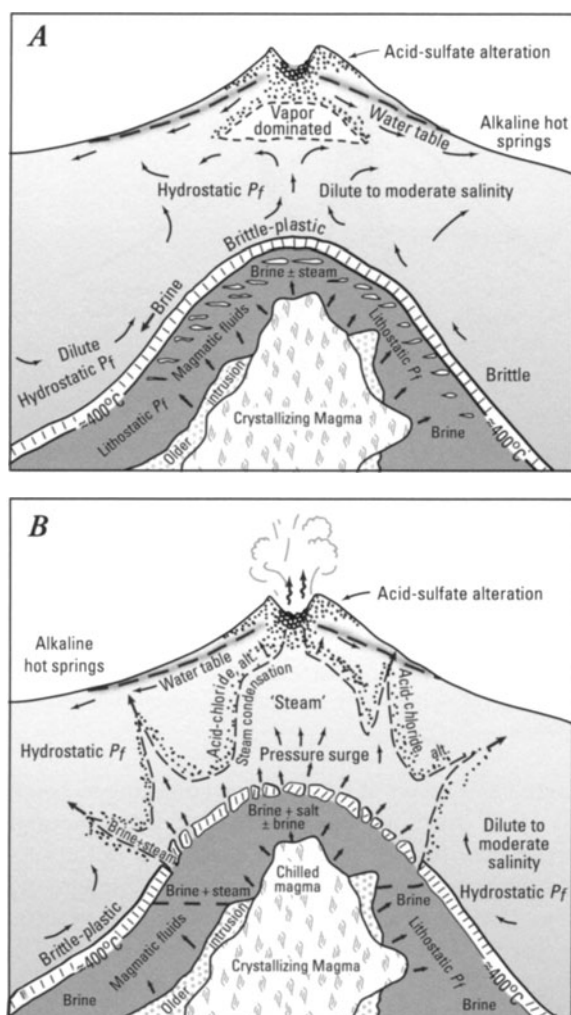 A
Acid-sulfate alteration
Vapor
dominated
Water table
Alkaline hot
springs
Hydrostatic Pf
Dilute to moderate salinity
Brittle-plastic
Brine ± steam
Brine
Dilute
Hydrostatic Pf
Magmatic fluids
Lithostatic Pf
Lithostatic Pf
≈400°C
Older
intrusion
Crystallizing Magma
Brine
Brittle
≈400°C
B
Acid-sulfate alteration
Alkaline
hot springs
Water table
Acid-chloride alt.
Steam condensation
'Steam'
Acid-chloride
alt.
Hydrostatic Pf
Pressure surge
Brine+steam
Brine + salt
± brine
Dilute to
moderate
salinity
Hydrostatic Pf
Chilled
magma
Brine + steam
Brine
Brittle-plastic
≈400°C
Magmatic fluids
Older
intrusion
Crystallizing Magma
Lithostatic Pf
≈400°C
Brine
Brine